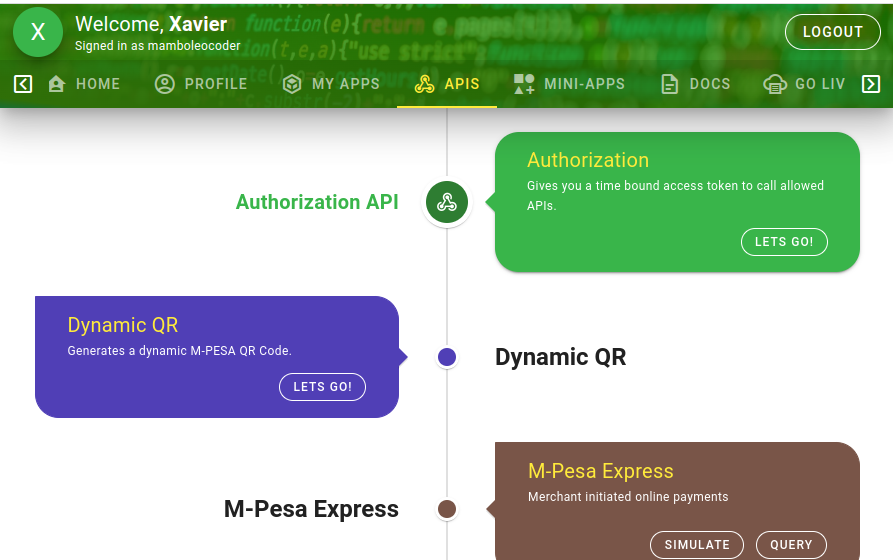 X
Welcome, Xavier
Signed in as mamboleocoder
LOGOUT
HOME
PROFILE
MY APPS
APIS
MINI-APPS
DOCS
GO LIV
Authorization API
Authorization
Gives you a time bound access token to call allowed
APIs.
LETS GO!
Dynamic QR
Generates a dynamic M-PESA QR Code.
LETS GO!
Dynamic QR
M-Pesa Express
M-Pesa Express
Merchant initiated online payments
SIMULATE
QUERY